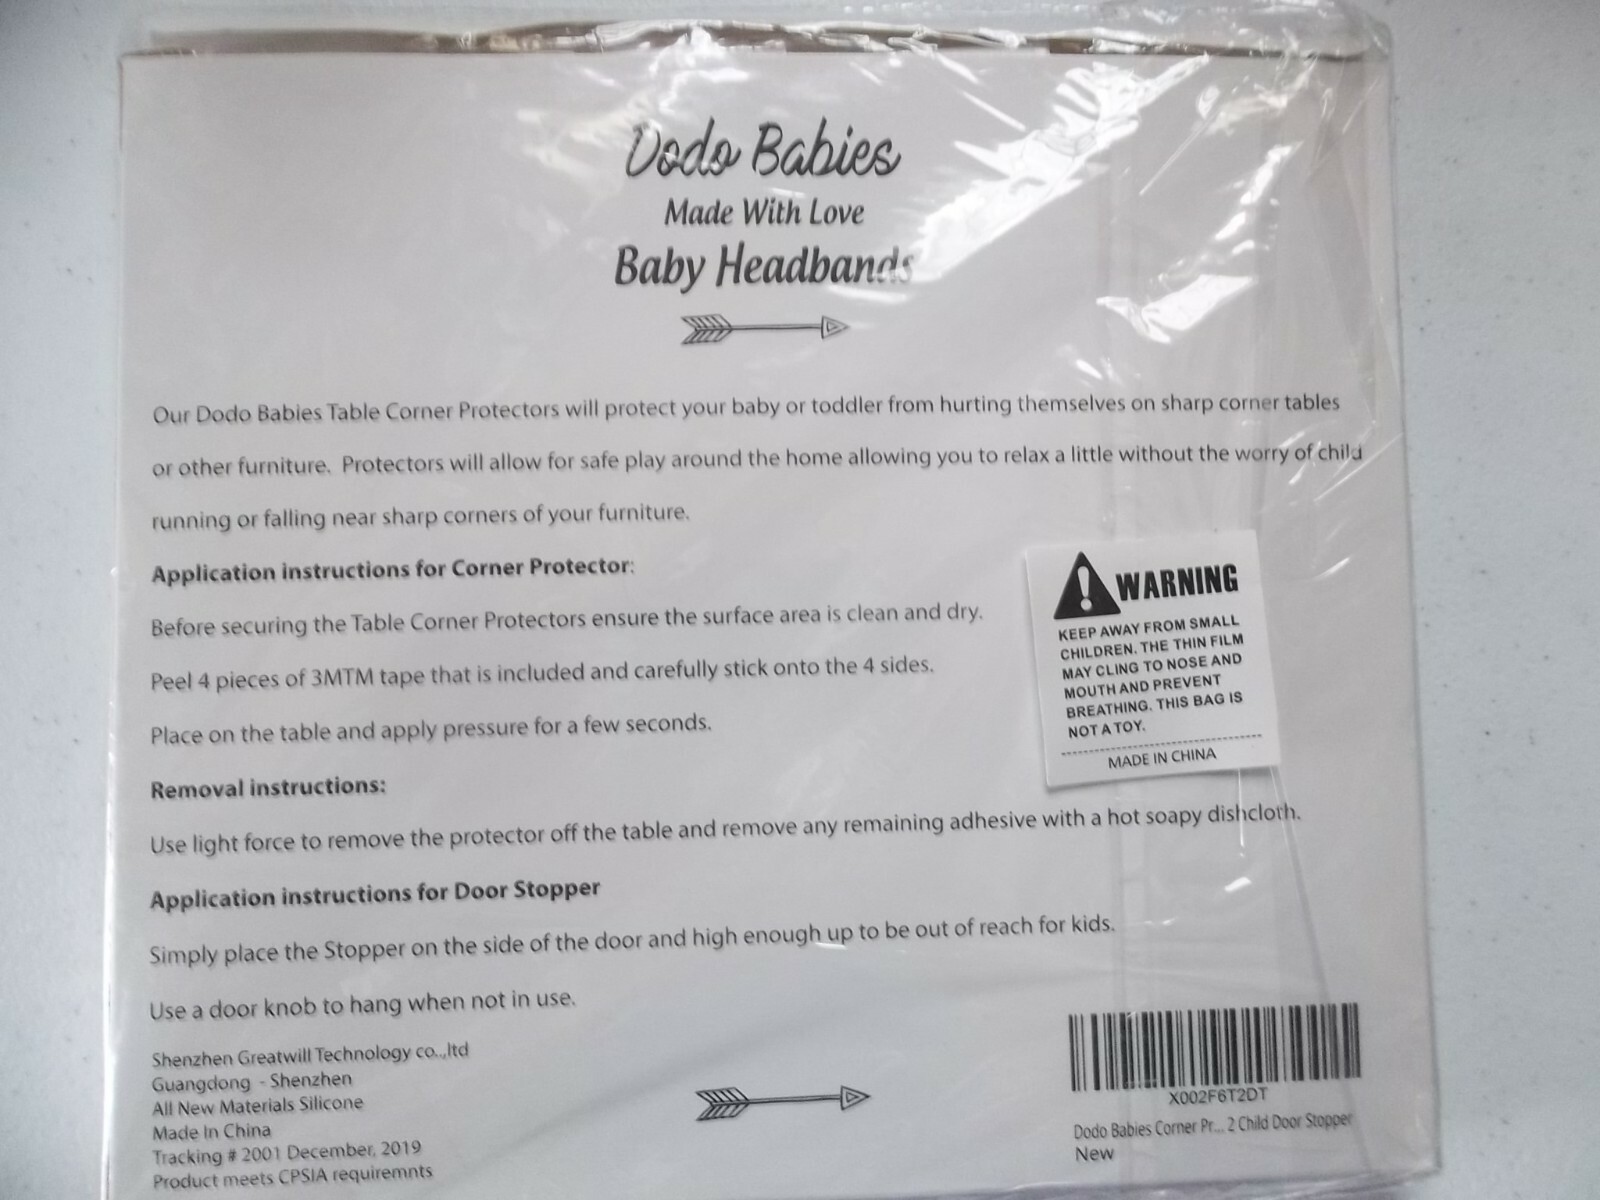 Dodo Babies
Made With Love
Baby Headbands
Our Dodo Babies Table Corner Protectors will protect your baby or toddler from hurting themselves on sharp corner tables
or other furniture. Protectors will allow for safe play around the home allowing you to relax a little without the worry of child
running or falling near sharp corners of your furniture.
Application instructions for Corner Protector:
Before securing the Table Corner Protectors ensure the surface area is clean and dry.
Peel 4 pieces of 3MTM tape that is included and carefully stick onto the 4 sides.
Place on the table and apply pressure for a few seconds.
Removal instructions:
Use light force to remove the protector off the table and remove any remaining adhesive with a hot soapy dishcloth.
Application instructions for Door Stopper
Simply place the Stopper on the side of the door and high enough up to be out of reach for kids.
Use a door knob to hang when not in use.
Shenzhen Greatwill Technology co.,.ltd
Guangdong - Shenzhen
All New Materials Silicone
Made In China
Tracking # 2001 December, 2019
Product meets CPSIA requiremnts
WARNING
KEEP AWAY FROM SMALL
CHILDREN. THE THIN FILM
MAY CLING TO NOSE AND
MOUTH AND PREVENT
BREATHING. THIS BAG IS
NOT A TOY.
MADE IN CHINA
X002F6T2DT
Dodo Babies Corner Pr... 2 Child Door Stopper
New